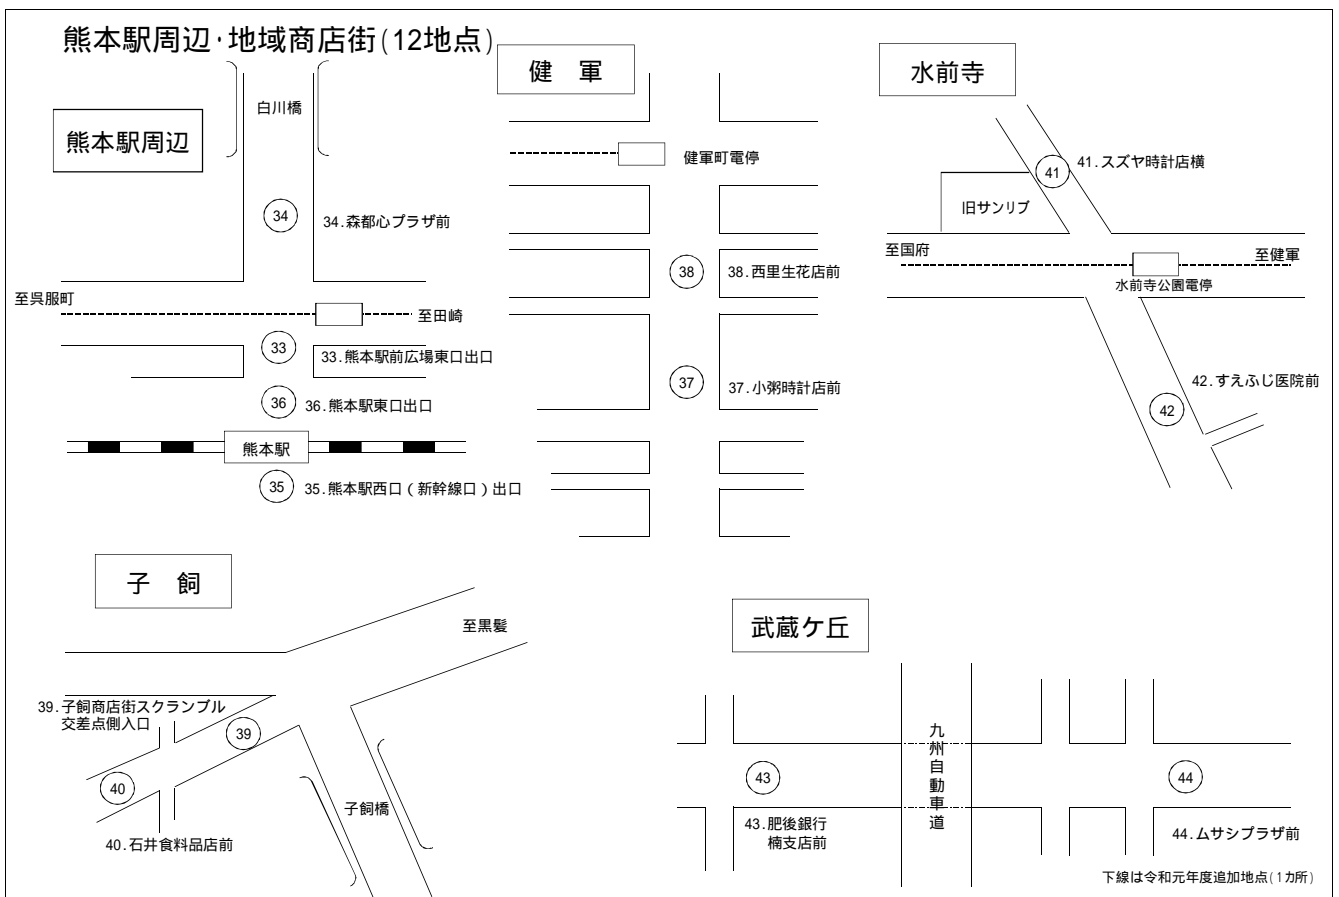 熊本駅周辺・地域商店街(12地点)
熊本駅周辺
白川橋
34
34.森都心プラザ前
至呉服町
至田崎
33
33.熊本駅前広場東口出口
36
36.熊本駅東口出口
熊本駅
35
35.熊本駅西口(新幹線口)出口
健 軍
健軍町電停
38
38.西里生花店前
37
37.小粥時計店前
水前寺
41
41.スズヤ時計店横
旧サンリブ
至国府
至健軍
水前寺公園電停
42.すえふじ医院前
42
子 飼
至黒髪
39.子飼商店街スクランブル
交差点側入口
39
40
子飼橋
40.石井食料品店前
武蔵ケ丘
九州自動車道
43
44
43.肥後銀行
楠支店前
44.ムサシプラザ前
下線は令和元年度追加地点(1カ所)